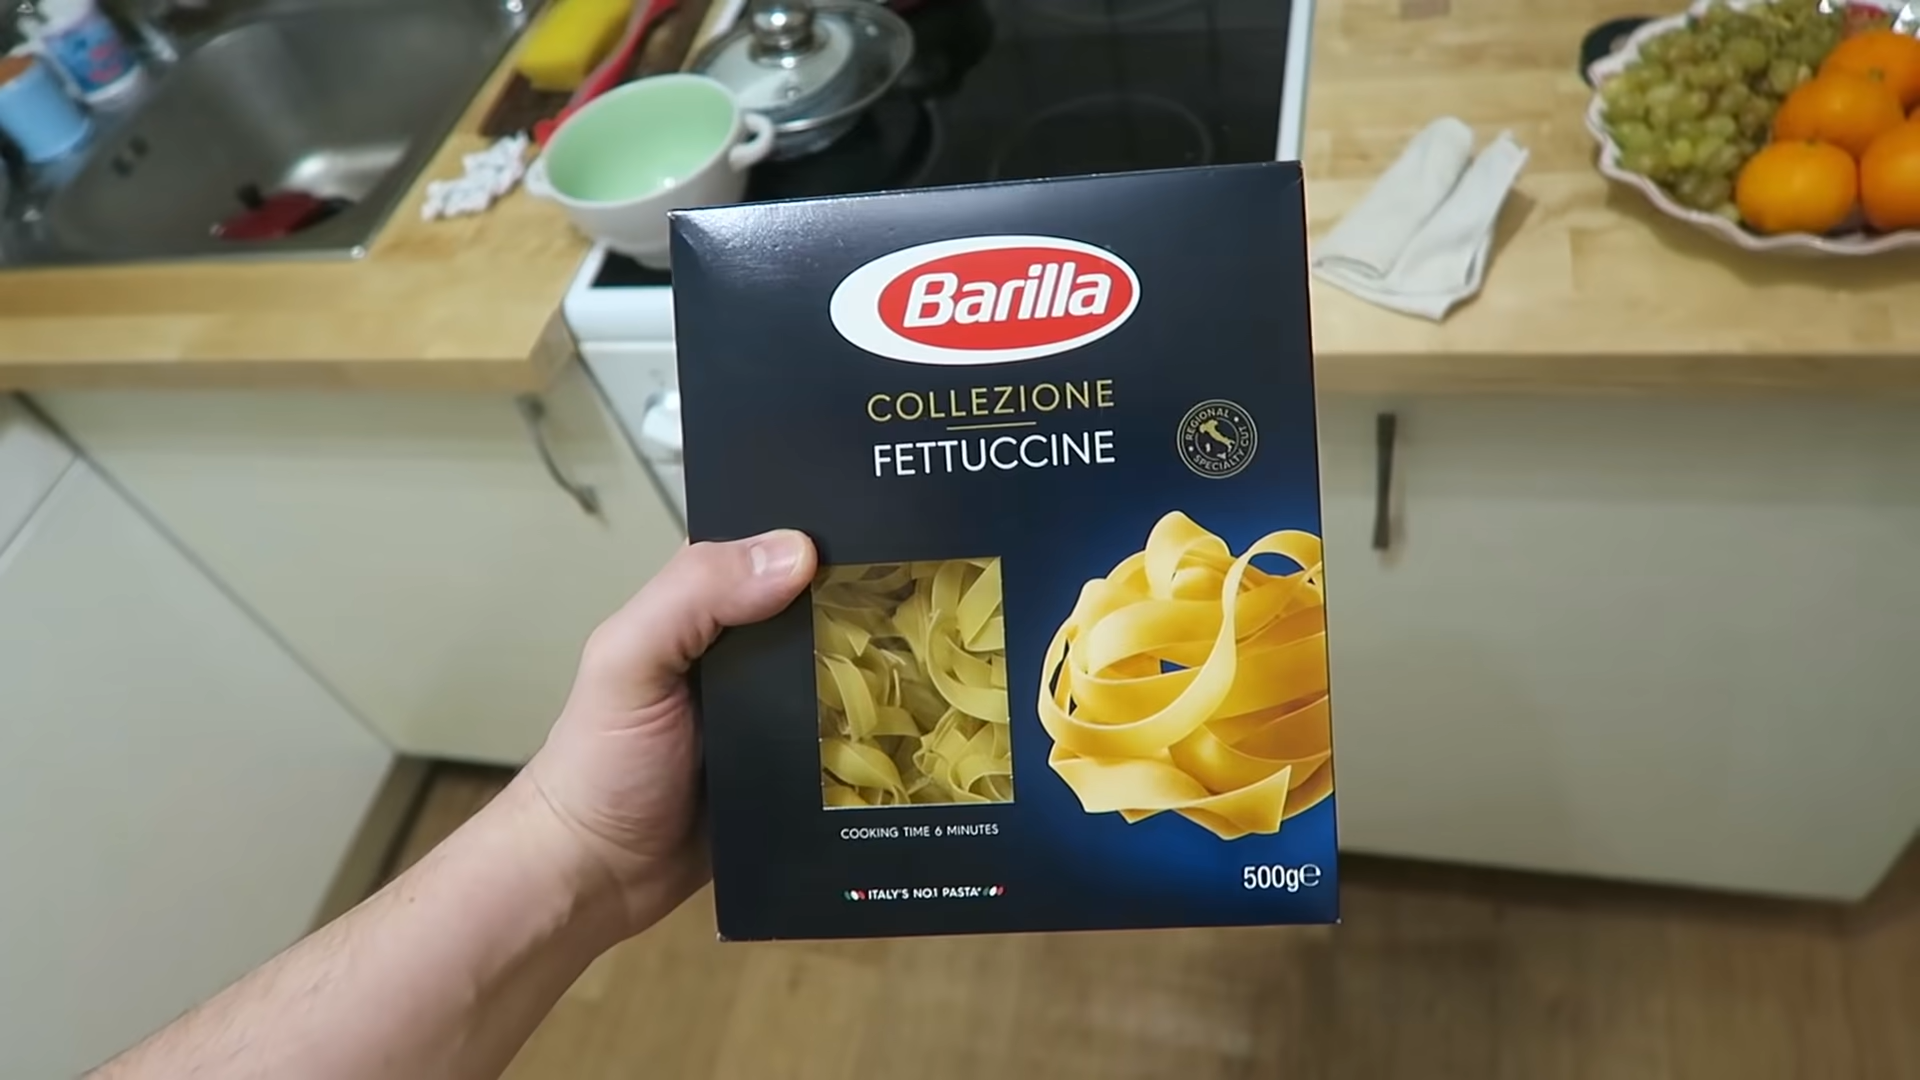 Barilla
COLLEZIONE
FETTUCCINE
REGIONAL
SPECIALTY CUT
COOKING TIME 6 MINUTES
ITALY'S NO.1 PASTA*
500g℮